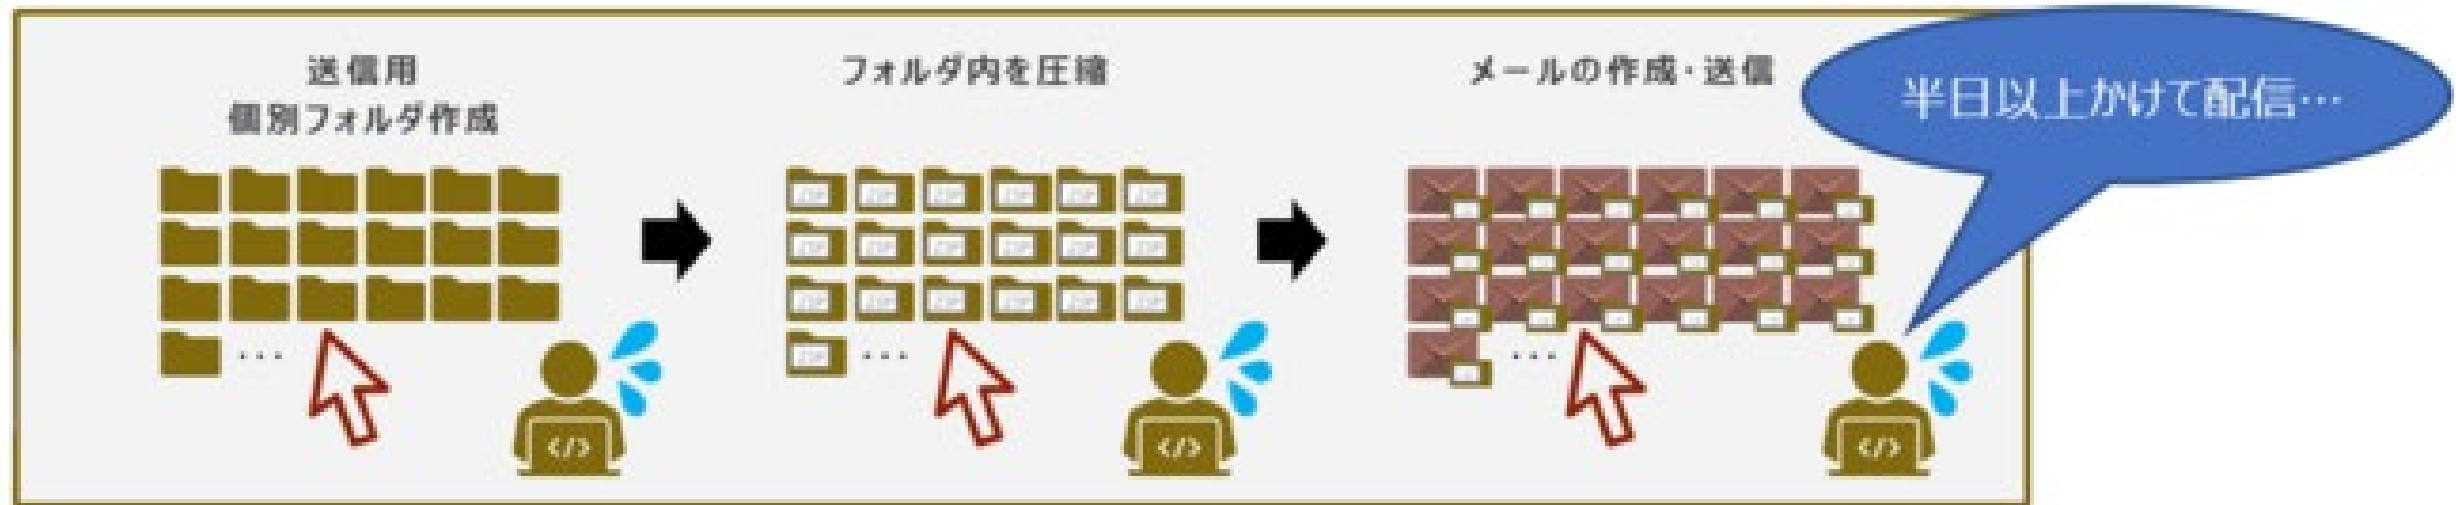 送信用
個別フォルダ作成
フォルダ内を圧縮
メールの作成・送信
半日以上かけて配信…
…
…
…